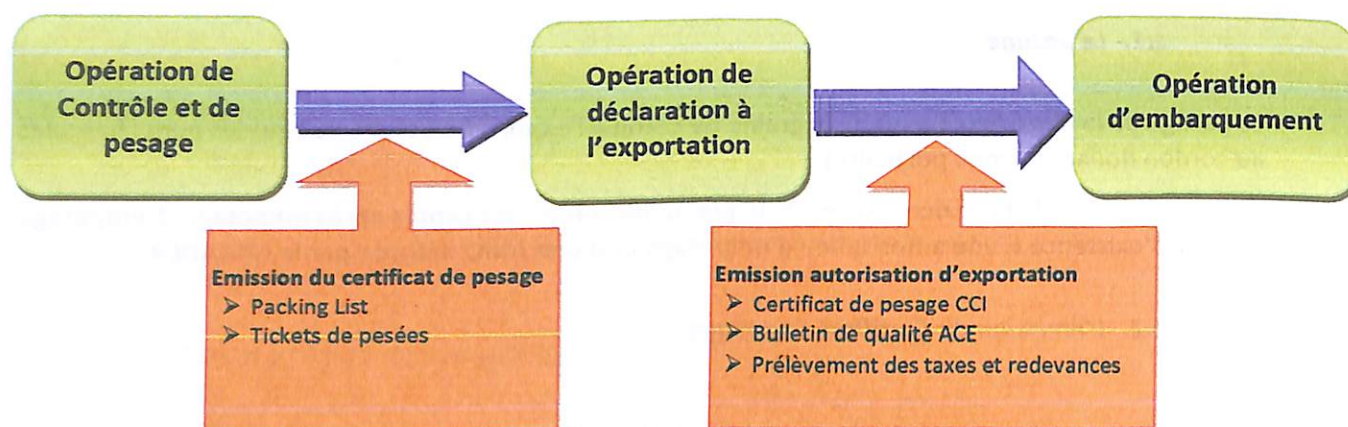 Opération de
Contrôle et de
pesage
Opération de
déclaration à
l'exportation
Opération
d'embarquement
Emission du certificat de pesage
➤ Packing List
➤ Tickets de pesées
Emission autorisation d'exportation
➤ Certificat de pesage CCI
➤ Bulletin de qualité ACE
➤ Prélèvement des taxes et redevances